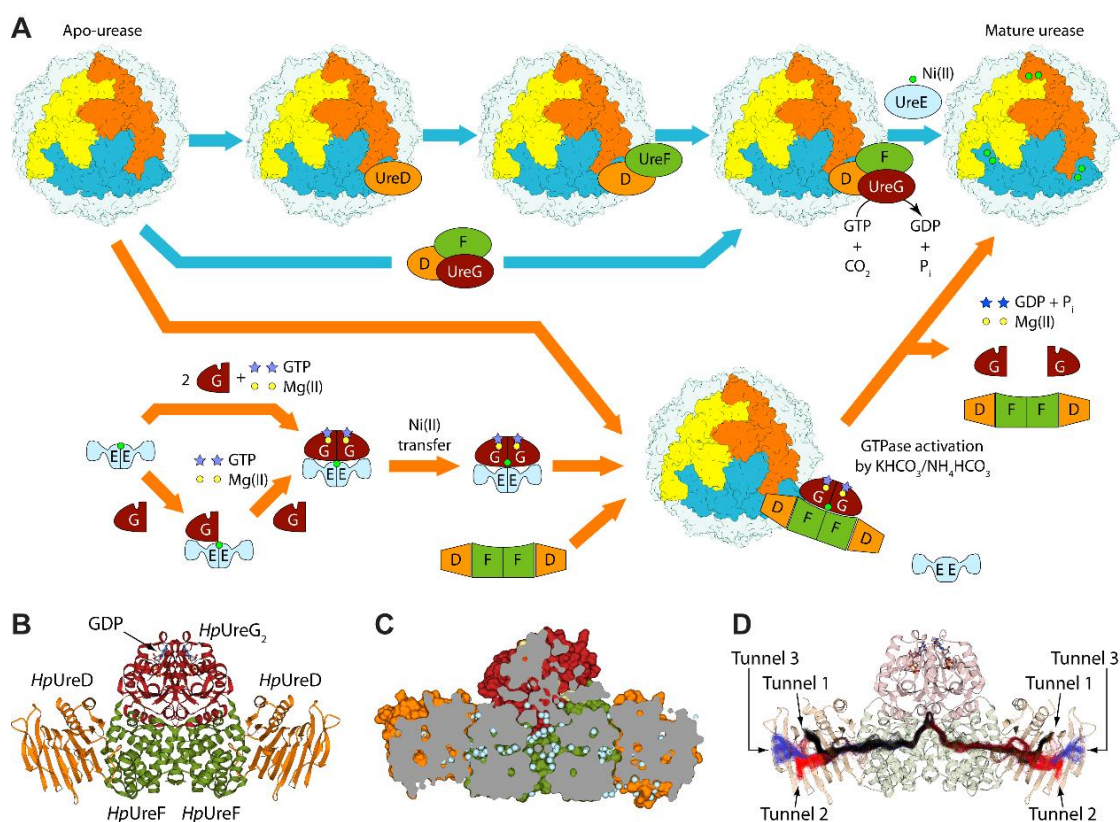 A
Apo-urease
Mature urease
Ni(II)
UreE
UreD
UreF
D
F
D
UreG
GTP
+
CO2
GDP
+
Pi
F
D
UreG
GDP + Pi
Mg(II)
G
G
D F F D
2 G + GTP
Mg(II)
E E
GTP
Mg(II)
G
G
E E
G
G G
E E
Ni(II)
transfer
G G
E E
D F F D
G G
D F F D
GTPase activation
by KHCO3/NH4HCO3
E E
B
GDP
HpUreG2
HpUreD
HpUreD
HpUreF
HpUreF
C
D
Tunnel 3
Tunnel 1
Tunnel 3
Tunnel 1
Tunnel 2
Tunnel 2